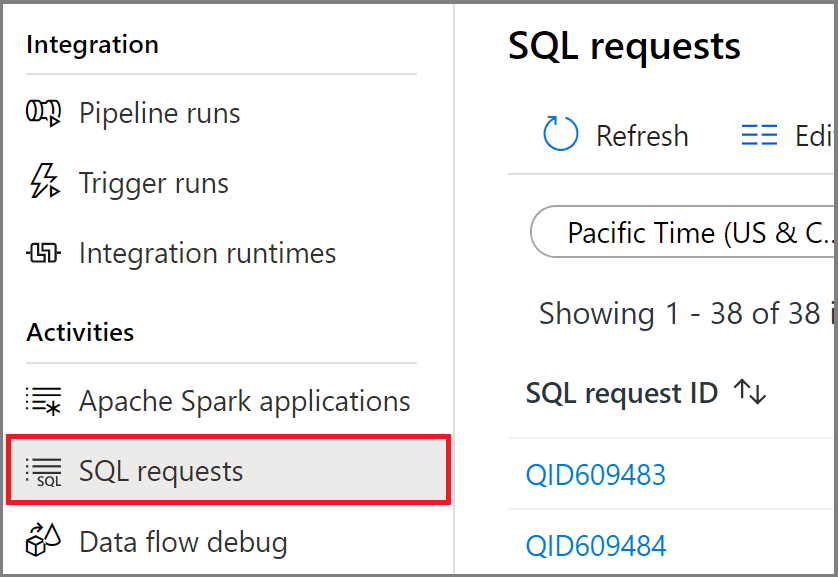 Integration
Pipeline runs
Trigger runs
Integration runtimes
Activities
Apache Spark applications
SQL
SQL requests
Data flow debug
SQL requests
Refresh
Edi
Pacific Time (US & C...
Showing 1 - 38 of 38 i
SQL request ID
QID609483
QID609484